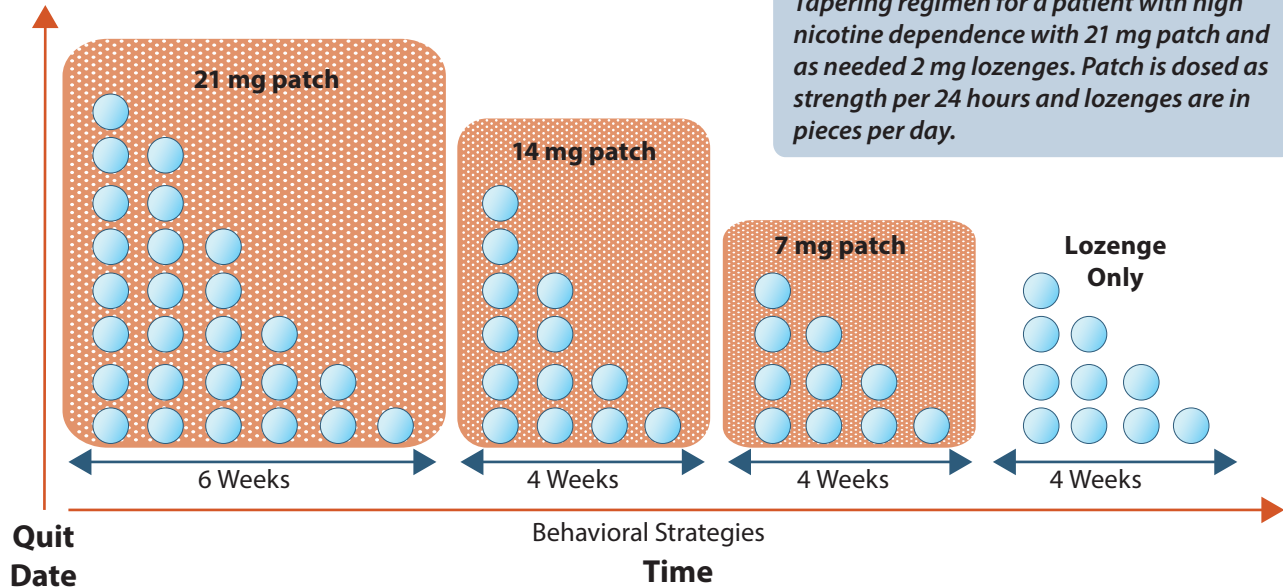 Tapering regimen for a patient with high
nicotine dependence with 21 mg patch and
as needed 2 mg lozenges. Patch is dosed as
strength per 24 hours and lozenges are in
pieces per day.
21 mg patch
14 mg patch
7 mg patch
Lozenge
Only
6 Weeks
4 Weeks
4 Weeks
4 Weeks
Behavioral Strategies
Quit
Date
Time